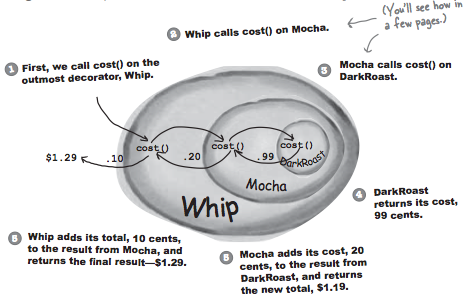 (You'll see how in
a few pages.)
2 Whip calls cost() on Mocha.
1 First, we call cost() on the
outmost decorator, Whip.
3 Mocha calls cost() on
DarkRoast.
cost()
cost()
cost()
$1.29
.10
.20
.99
DarkRoast
Mocha
Whip
4 DarkRoast
returns its cost,
99 cents.
6 Whip adds its total, 10 cents,
to the result from Mocha, and
returns the final result—$1.29.
5 Mocha adds its cost, 20
cents, to the result from
DarkRoast, and returns
the new total, $1.19.